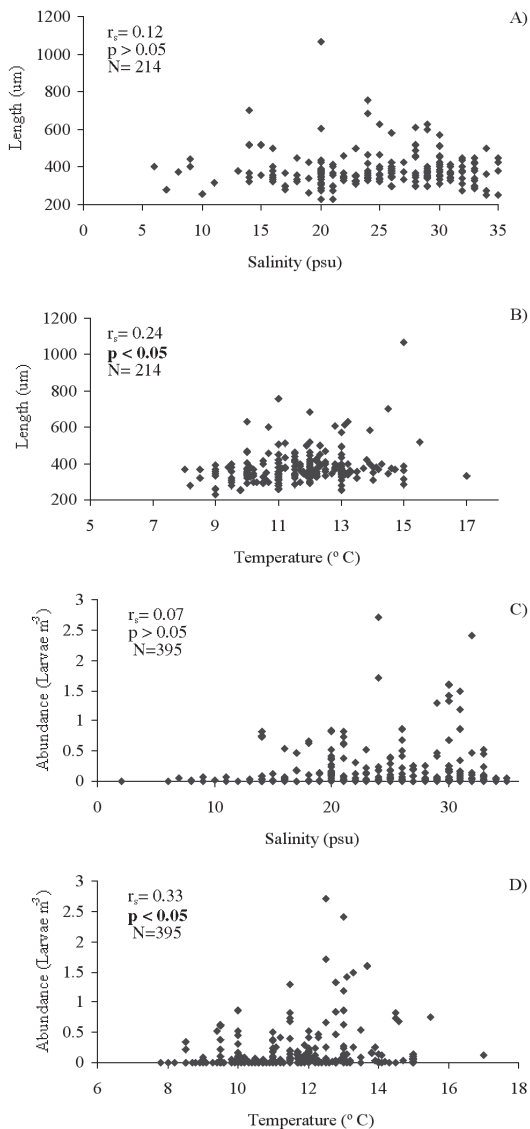 A)
rs= 0.12
p > 0.05
N= 214
Length (um)
1200
1000
800
600
400
200
0 5 10 15 20 25 30 35
Salinity (psu)
B)
rs= 0.24
p < 0.05
N= 214
Length (um)
1200
1000
800
600
400
200
5 7 9 11 13 15 17
Temperature (º C)
C)
rs= 0.07
p > 0.05
N=395
Abundance (Larvae m³)
3
2.5
2
1.5
1
0.5
0
0 10 20 30
Salinity (psu)
D)
rs= 0.33
p < 0.05
N=395
Abundance (Larvae m³)
3
2.5
2
1.5
1
0.5
0
6 8 10 12 14 16 18
Temperature (º C)